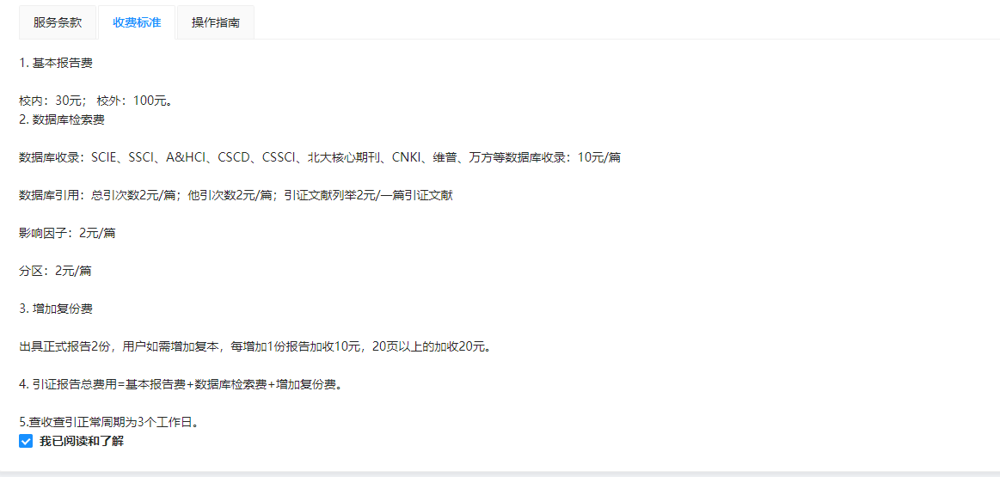 服务条款 收费标准 操作指南
1. 基本报告费
校内：30元； 校外：100元。
2. 数据库检索费
数据库收录：SCIE、SSCI、A&HCI、CSCD、CSSCI、北大核心期刊、CNKI、维普、万方等数据库收录：10元/篇
数据库引用：总引次数2元/篇；他引次数2元/篇；引证文献列举2元/一篇引证文献
影响因子：2元/篇
分区：2元/篇
3. 增加复份费
出具正式报告2份，用户如需增加复本，每增加1份报告加收10元，20页以上的加收20元。
4. 引证报告总费用=基本报告费+数据库检索费+增加复份费。
5.查收查引正常周期为3个工作日。
我已阅读和了解